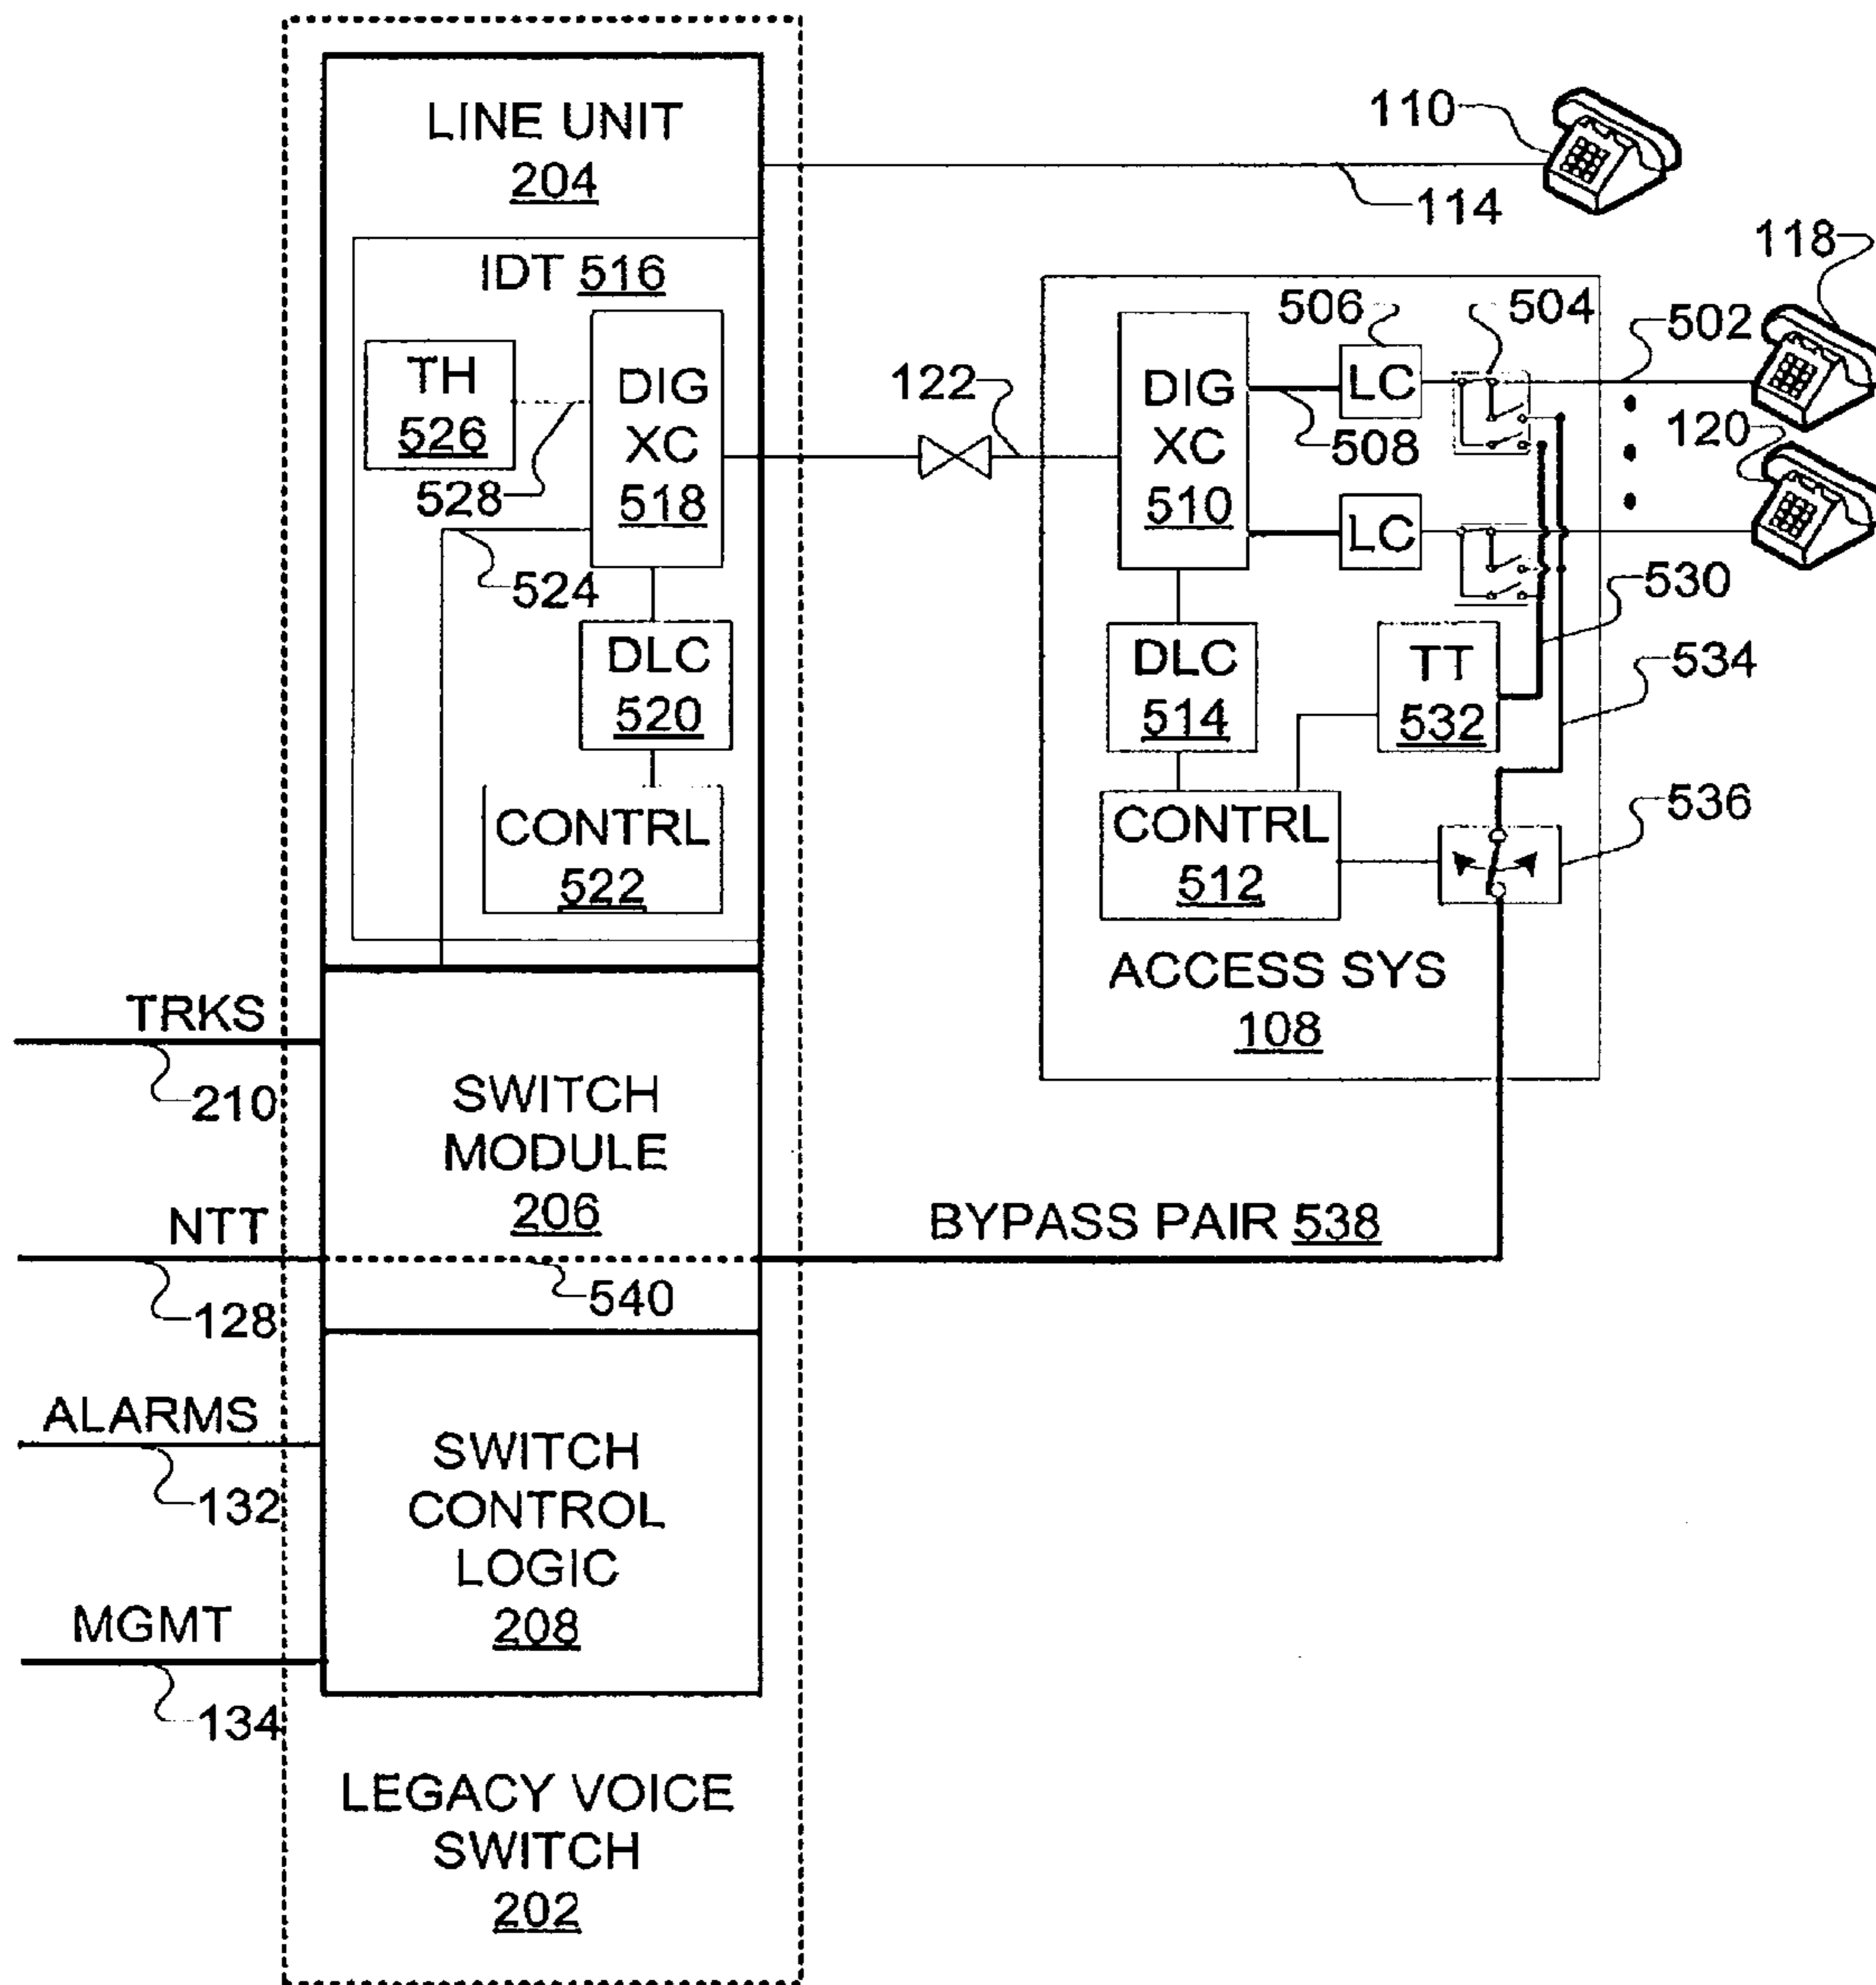 LINE UNIT
204
110
114
118
IDT 516
TH
526
528
DIG
XC
518
524
DLC
520
CONTRL
522
122
DIG
XC
510
506
504
502
LC
508
120
LC
530
DLC
514
TT
532
534
CONTRL
512
536
ACCESS SYS
108
TRKS
210
SWITCH
MODULE
206
NTT
128
540
BYPASS PAIR 538
ALARMS
132
SWITCH
CONTROL
LOGIC
208
MGMT
134
LEGACY VOICE
SWITCH
202